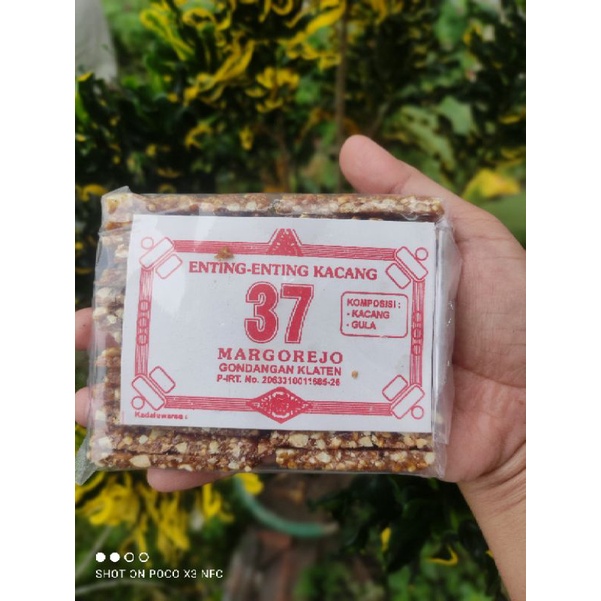 ENTING-ENTING KACANG
37
KOMPOSISI :
- KACANG
- GULA
MARGOREJO
GONDANGAN KLATEN
P-IRT. No. 2063310011685-26
Kadaluwarsa :
SHOT ON POCO X3 NFC